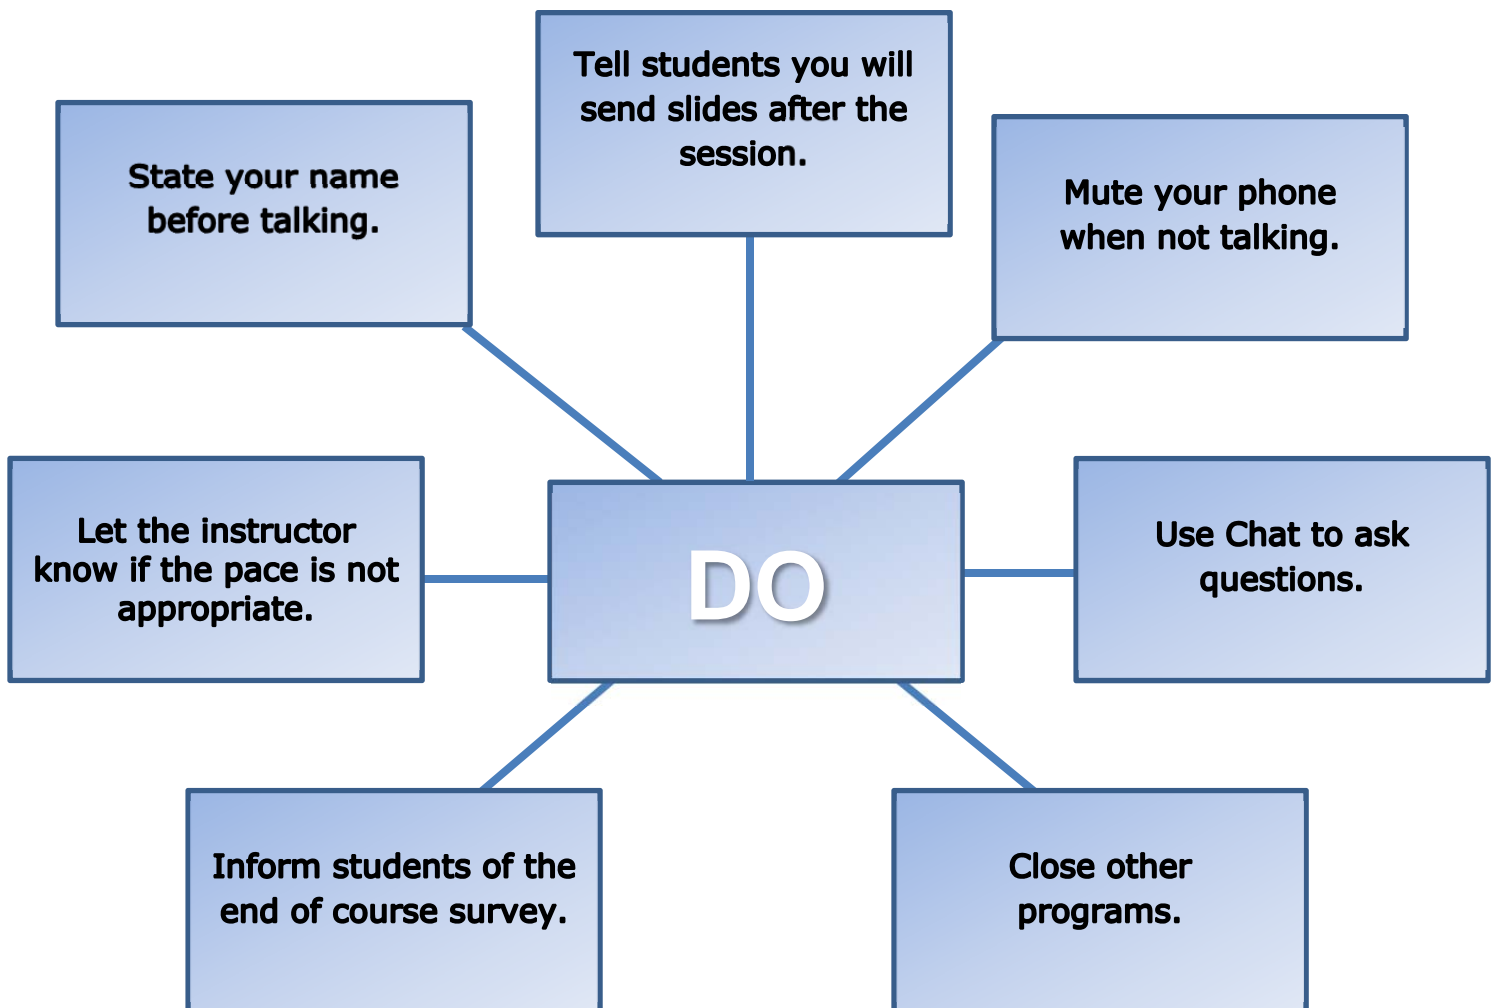 Tell students you will
send slides after the
session.
State your name
before talking.
Mute your phone
when not talking.
Let the instructor
know if the pace is not
appropriate.
DO
Use Chat to ask
questions.
Inform students of the
end of course survey.
Close other
programs.